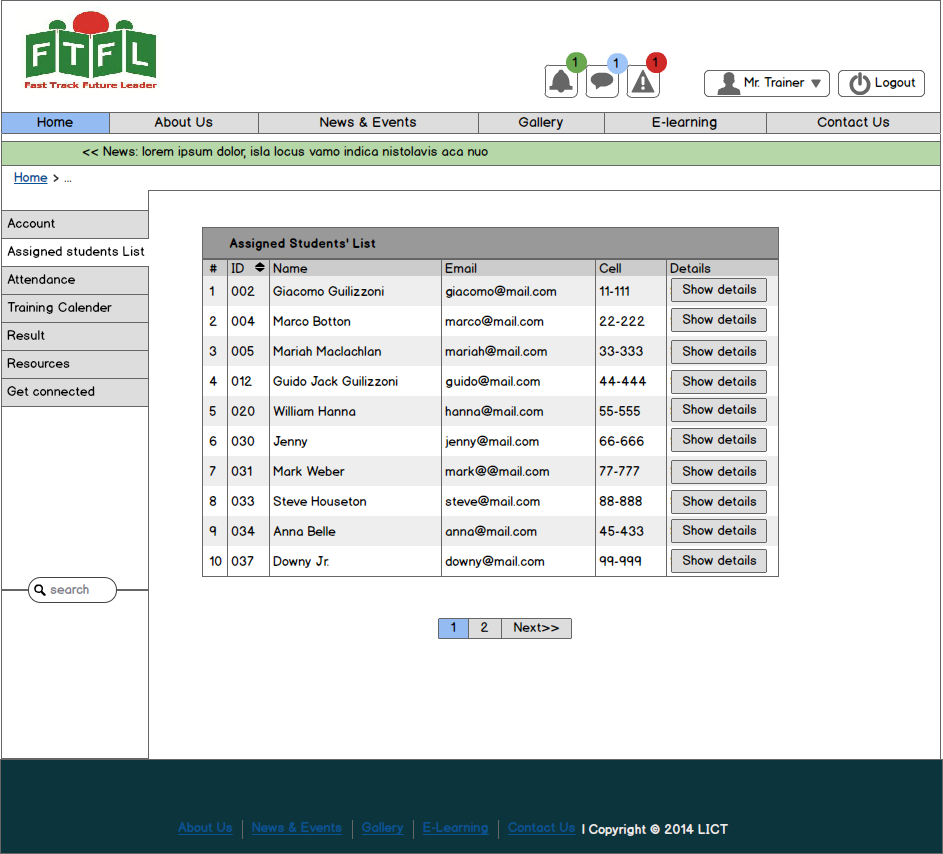 FTFL
Fast Track Future Leader
1 1 1
Mr. Trainer Logout
Home About Us News & Events Gallery E-learning Contact Us
<< News: lorem ipsum dolor, isla locus vamo indica nistolavis aca nuo
Home > ...
Account
Assigned students List
Attendance
Training Calender
Result
Resources
Get connected
search
Assigned Students' List
# ID Name Email Cell Details
1 002 Giacomo Guilizzoni giacomo@mail.com 11-111 Show details
2 004 Marco Botton marco@mail.com 22-222 Show details
3 005 Mariah Maclachlan mariah@mail.com 33-333 Show details
4 012 Guido Jack Guilizzoni guido@mail.com 44-444 Show details
5 020 William Hanna hanna@mail.com 55-555 Show details
6 030 Jenny jenny@mail.com 66-666 Show details
7 031 Mark Weber mark@@mail.com 77-777 Show details
8 033 Steve Houseton steve@mail.com 88-888 Show details
9 034 Anna Belle anna@mail.com 45-433 Show details
10 037 Downy Jr. downy@mail.com 99-999 Show details
1 2 Next>>
About Us News & Events Gallery E-Learning Contact Us | Copyright © 2014 LICT